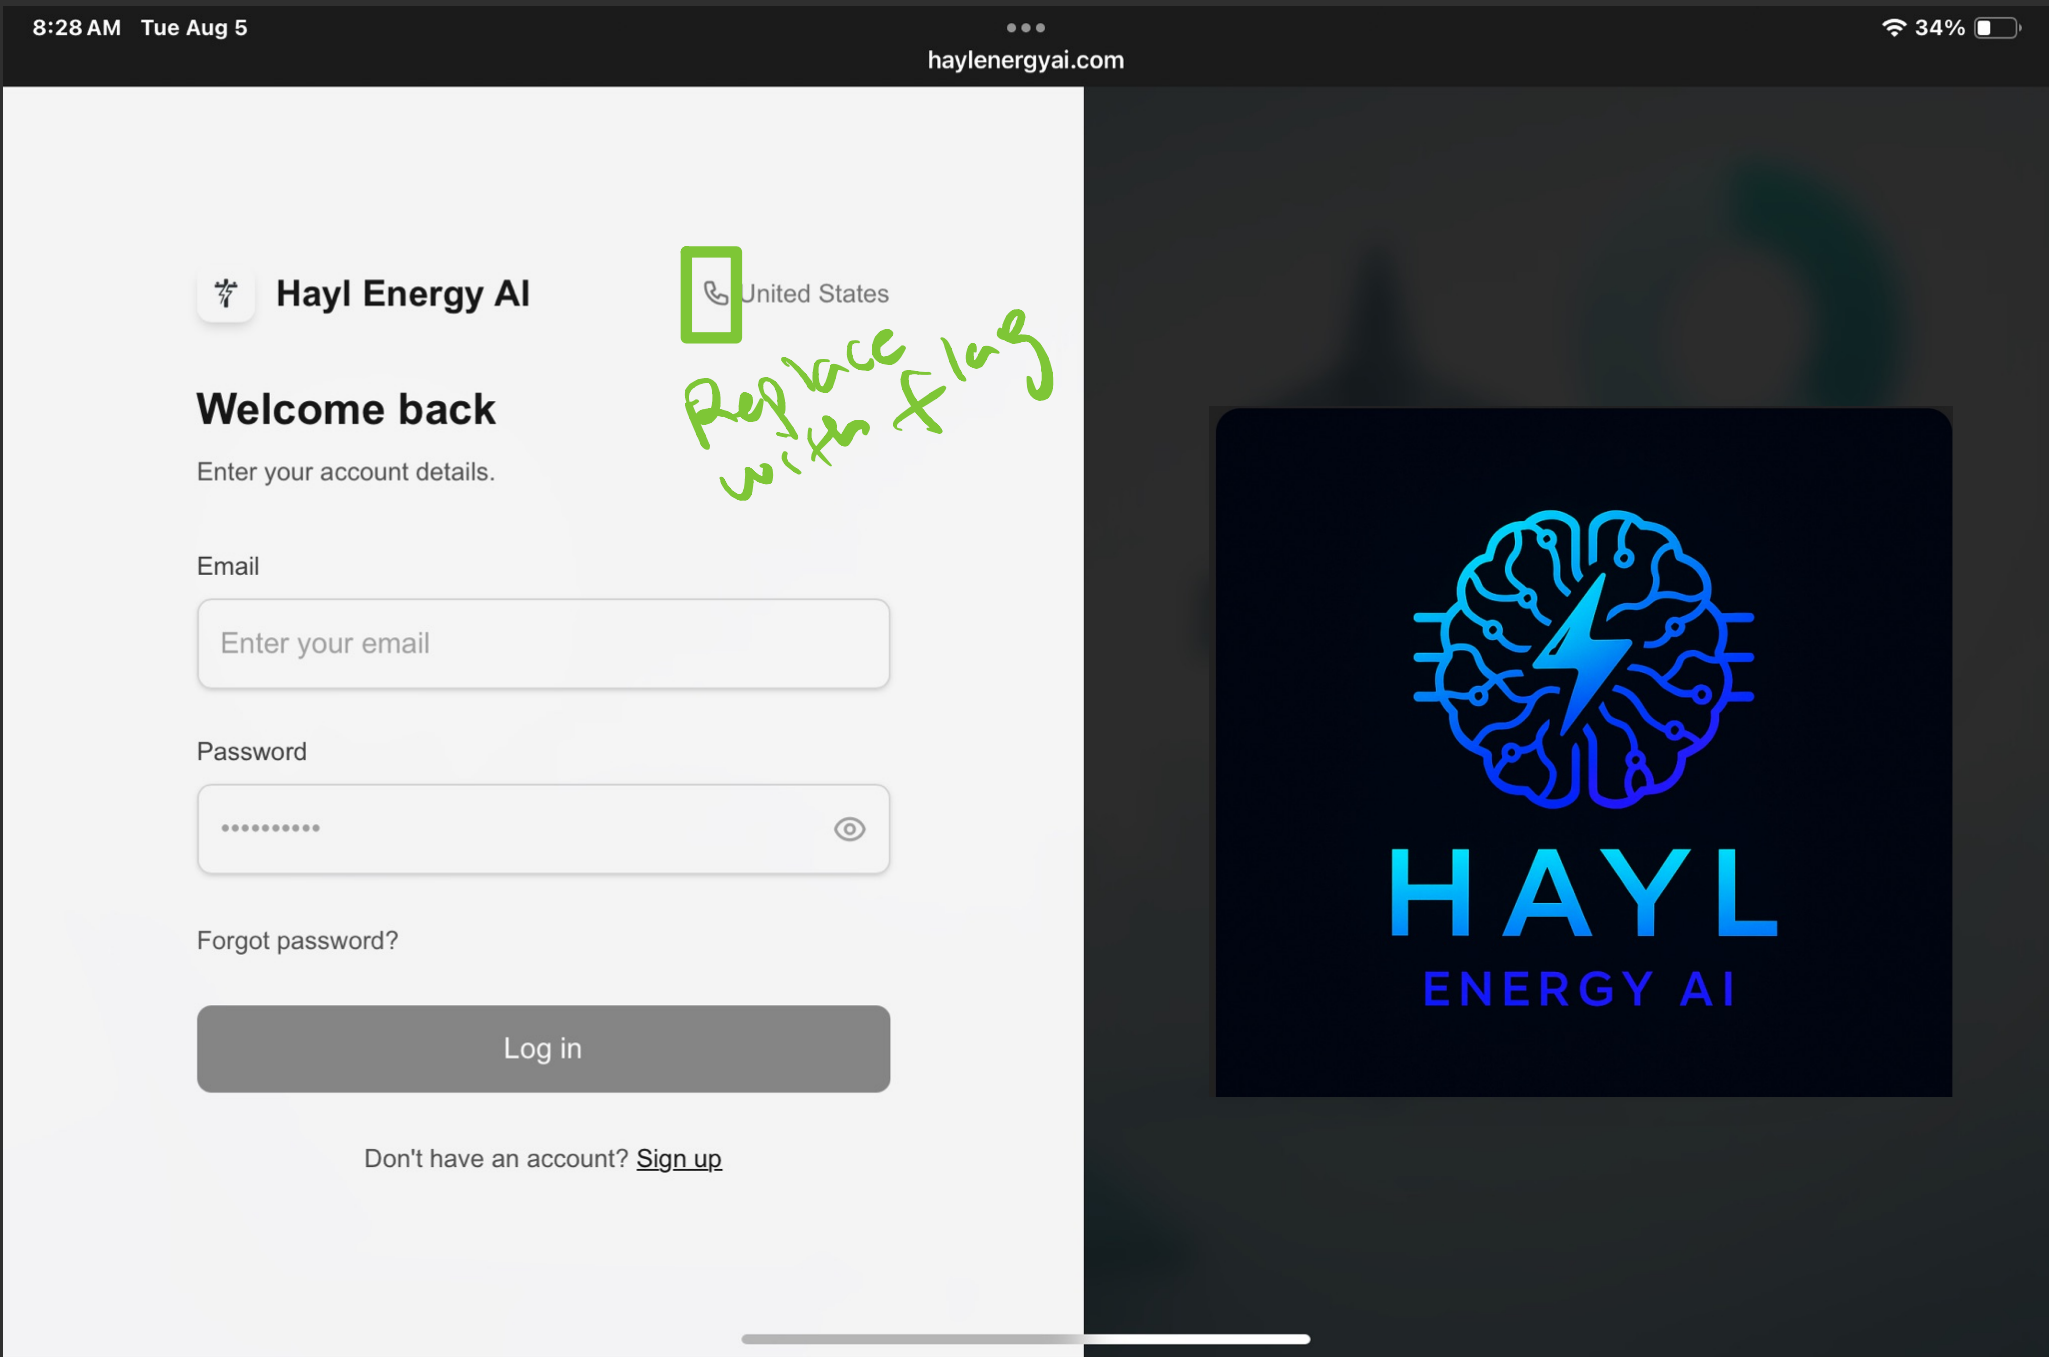 8:28 AM Tue Aug 5
34%
haylenergyai.com
Hayl Energy AI
United States
Replace
with flag
Welcome back
Enter your account details.
Email
Enter your email
Password
••••••••••
Forgot password?
Log in
Don't have an account? Sign up
HAYL
ENERGY AI